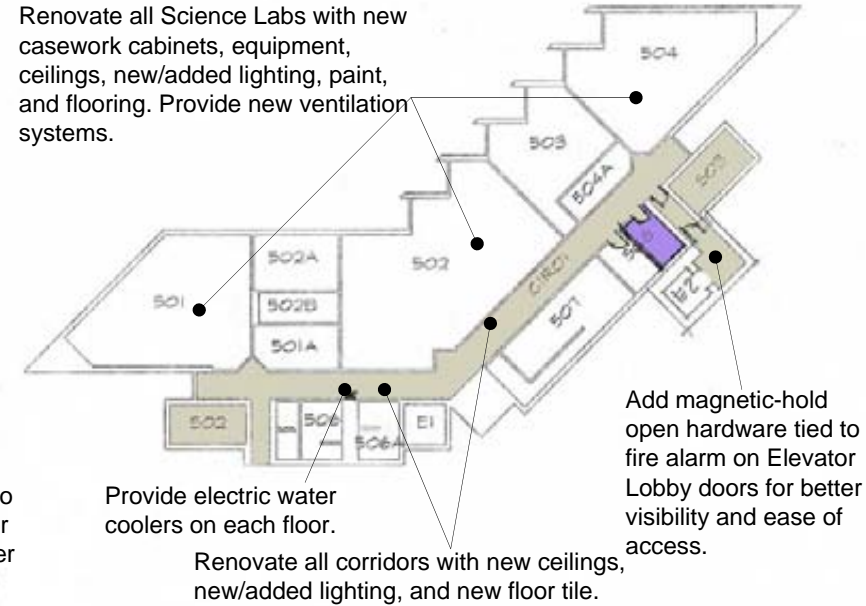 Renovate all Science Labs with new
casework cabinets, equipment,
ceilings, new/added lighting, paint,
and flooring. Provide new ventilation
systems.
504
503
504A
503
502A
502
501
502B
501A
CIRO1
507
#2
502
506
506A
E1
Add magnetic-hold
open hardware tied to
fire alarm on Elevator
Lobby doors for better
visibility and ease of
access.
Provide electric water
coolers on each floor.
Renovate all corridors with new ceilings,
new/added lighting, and new floor tile.